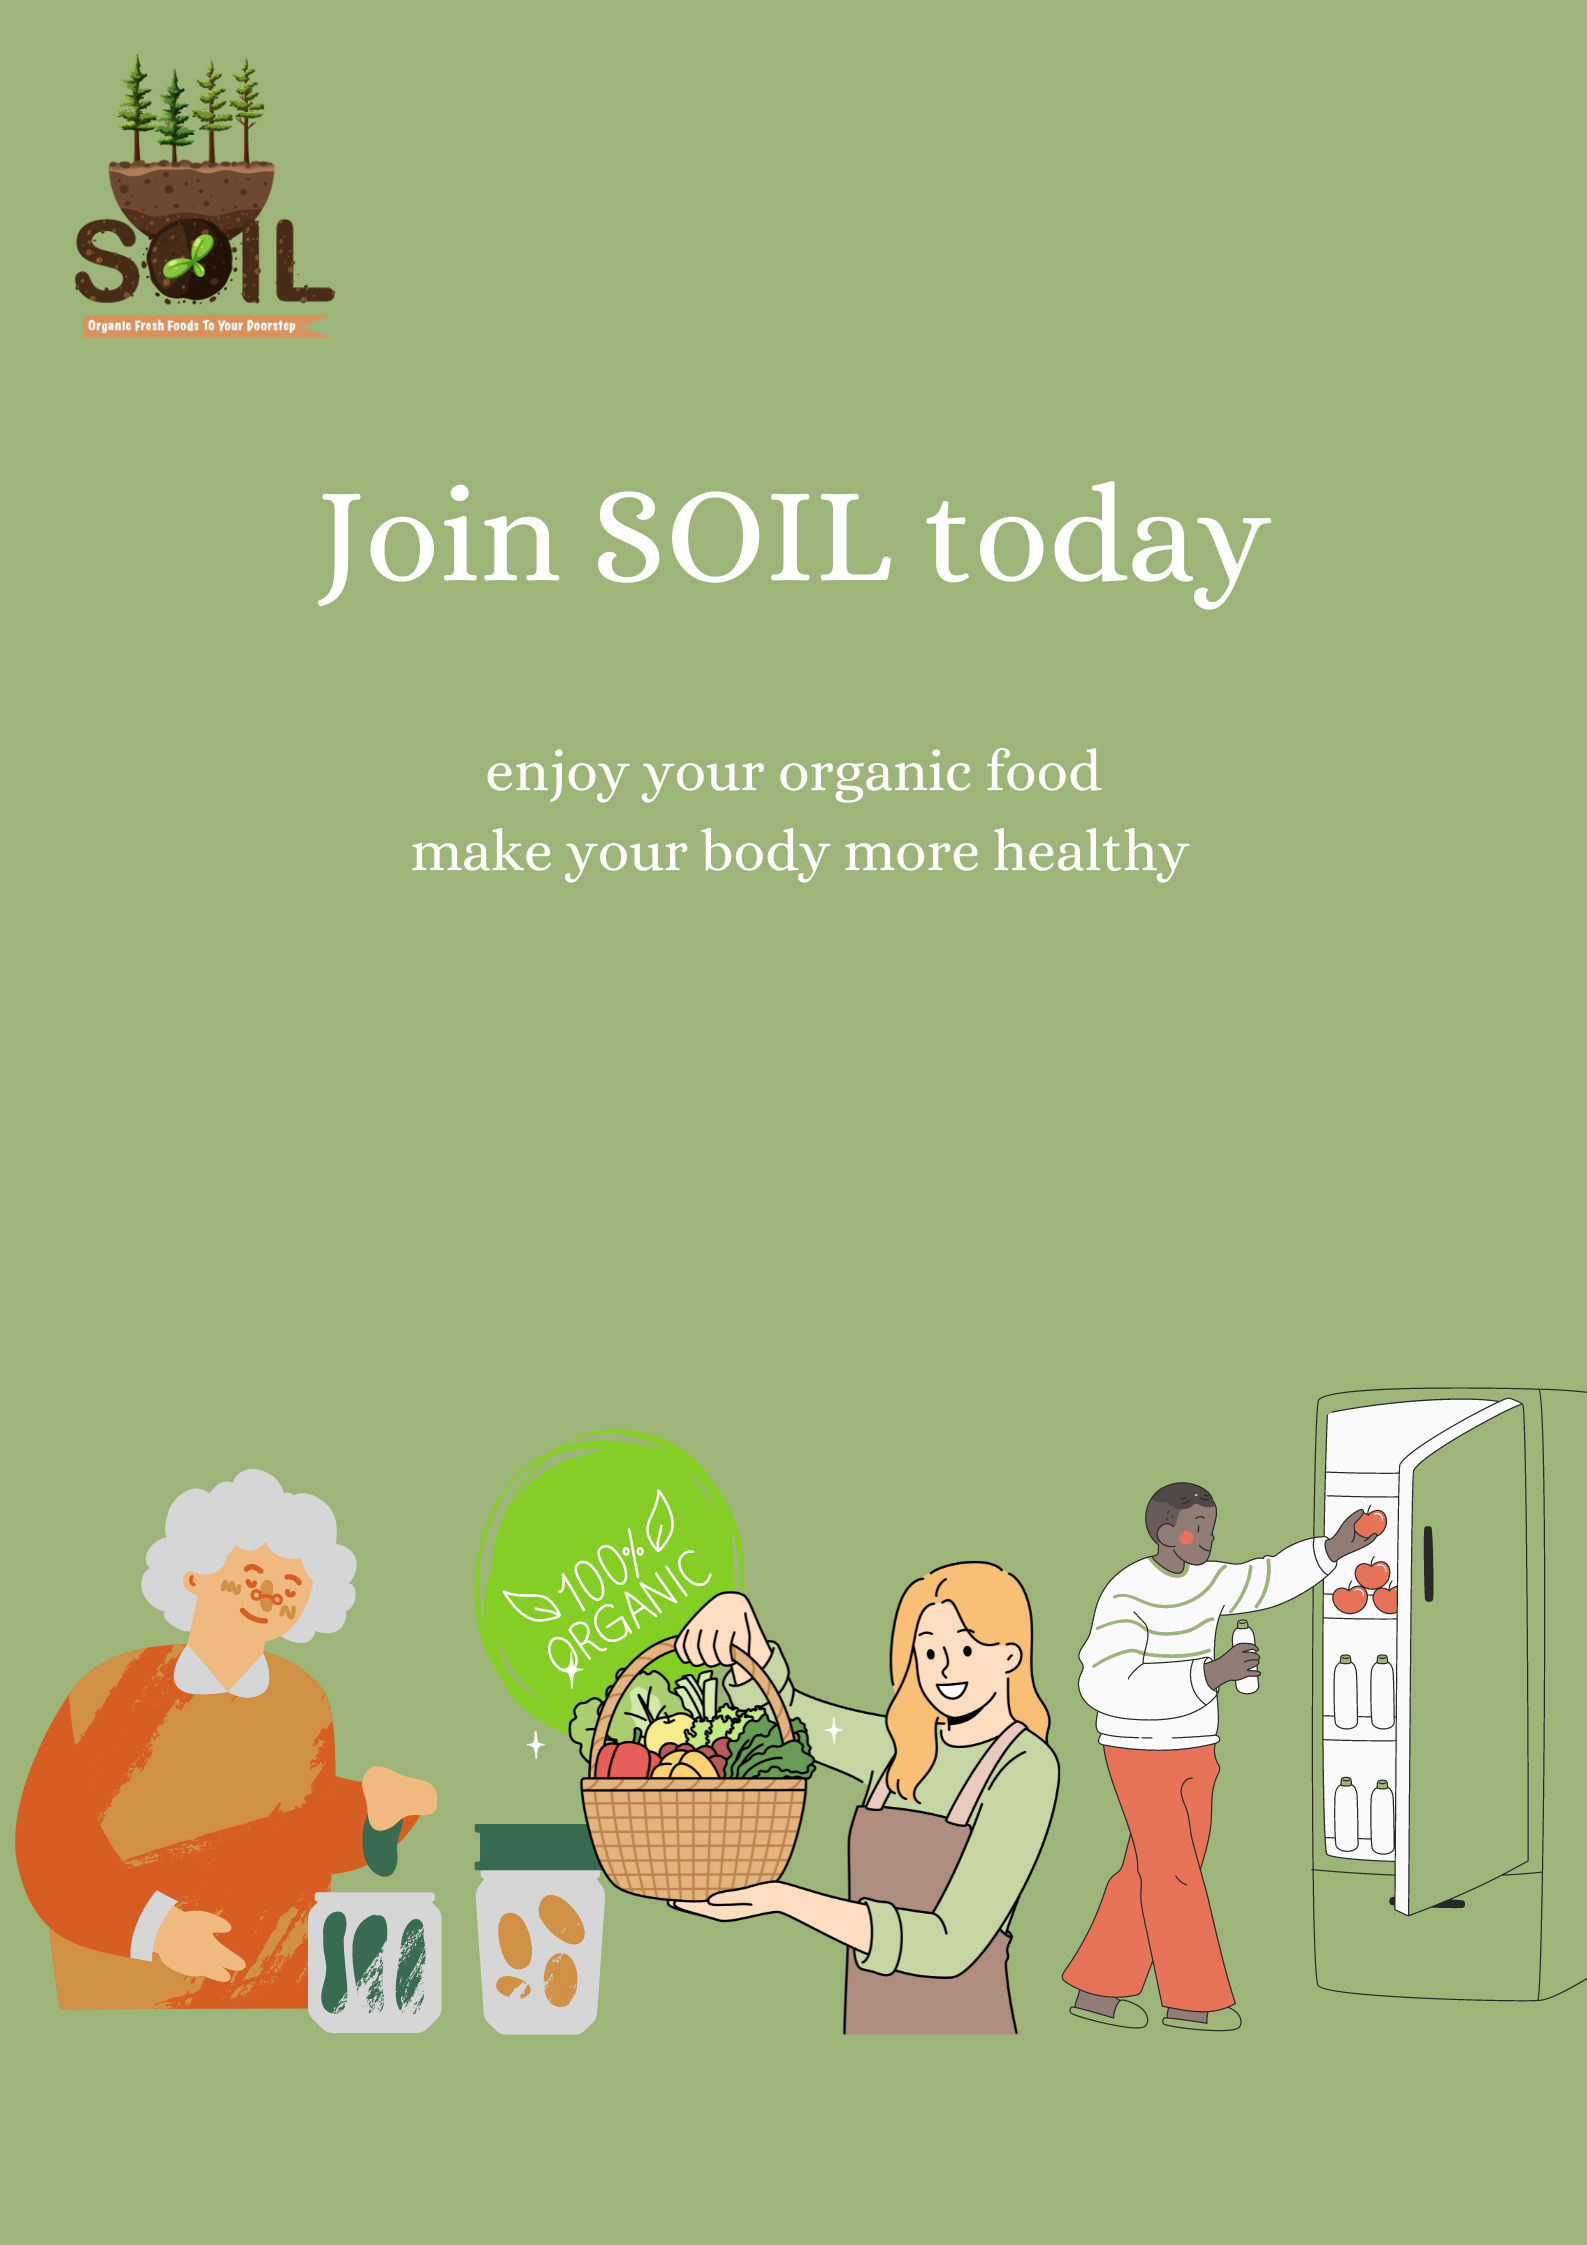 SOIL
Organic Fresh Foods To Your Doorstep
Join SOIL today
enjoy your organic food
make your body more healthy
100%
ORGANIC